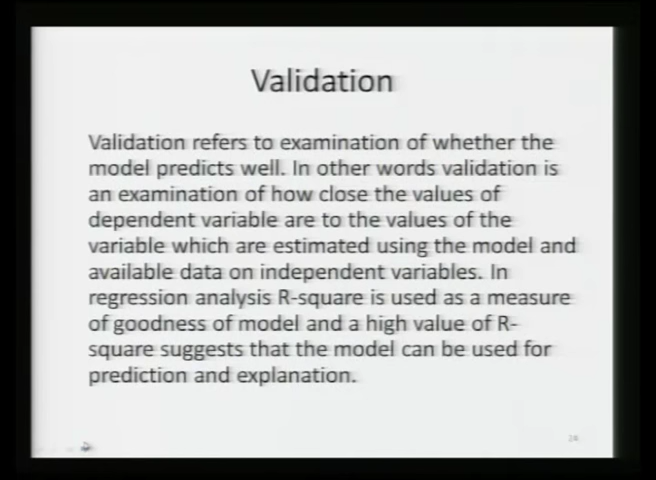 Validation
Validation refers to examination of whether the
model predicts well. In other words validation is
an examination of how close the values of
dependent variable are to the values of the
variable which are estimated using the model and
available data on independent variables. In
regression analysis R-square is used as a measure
of goodness of model and a high value of R-
square suggests that the model can be used for
prediction and explanation.